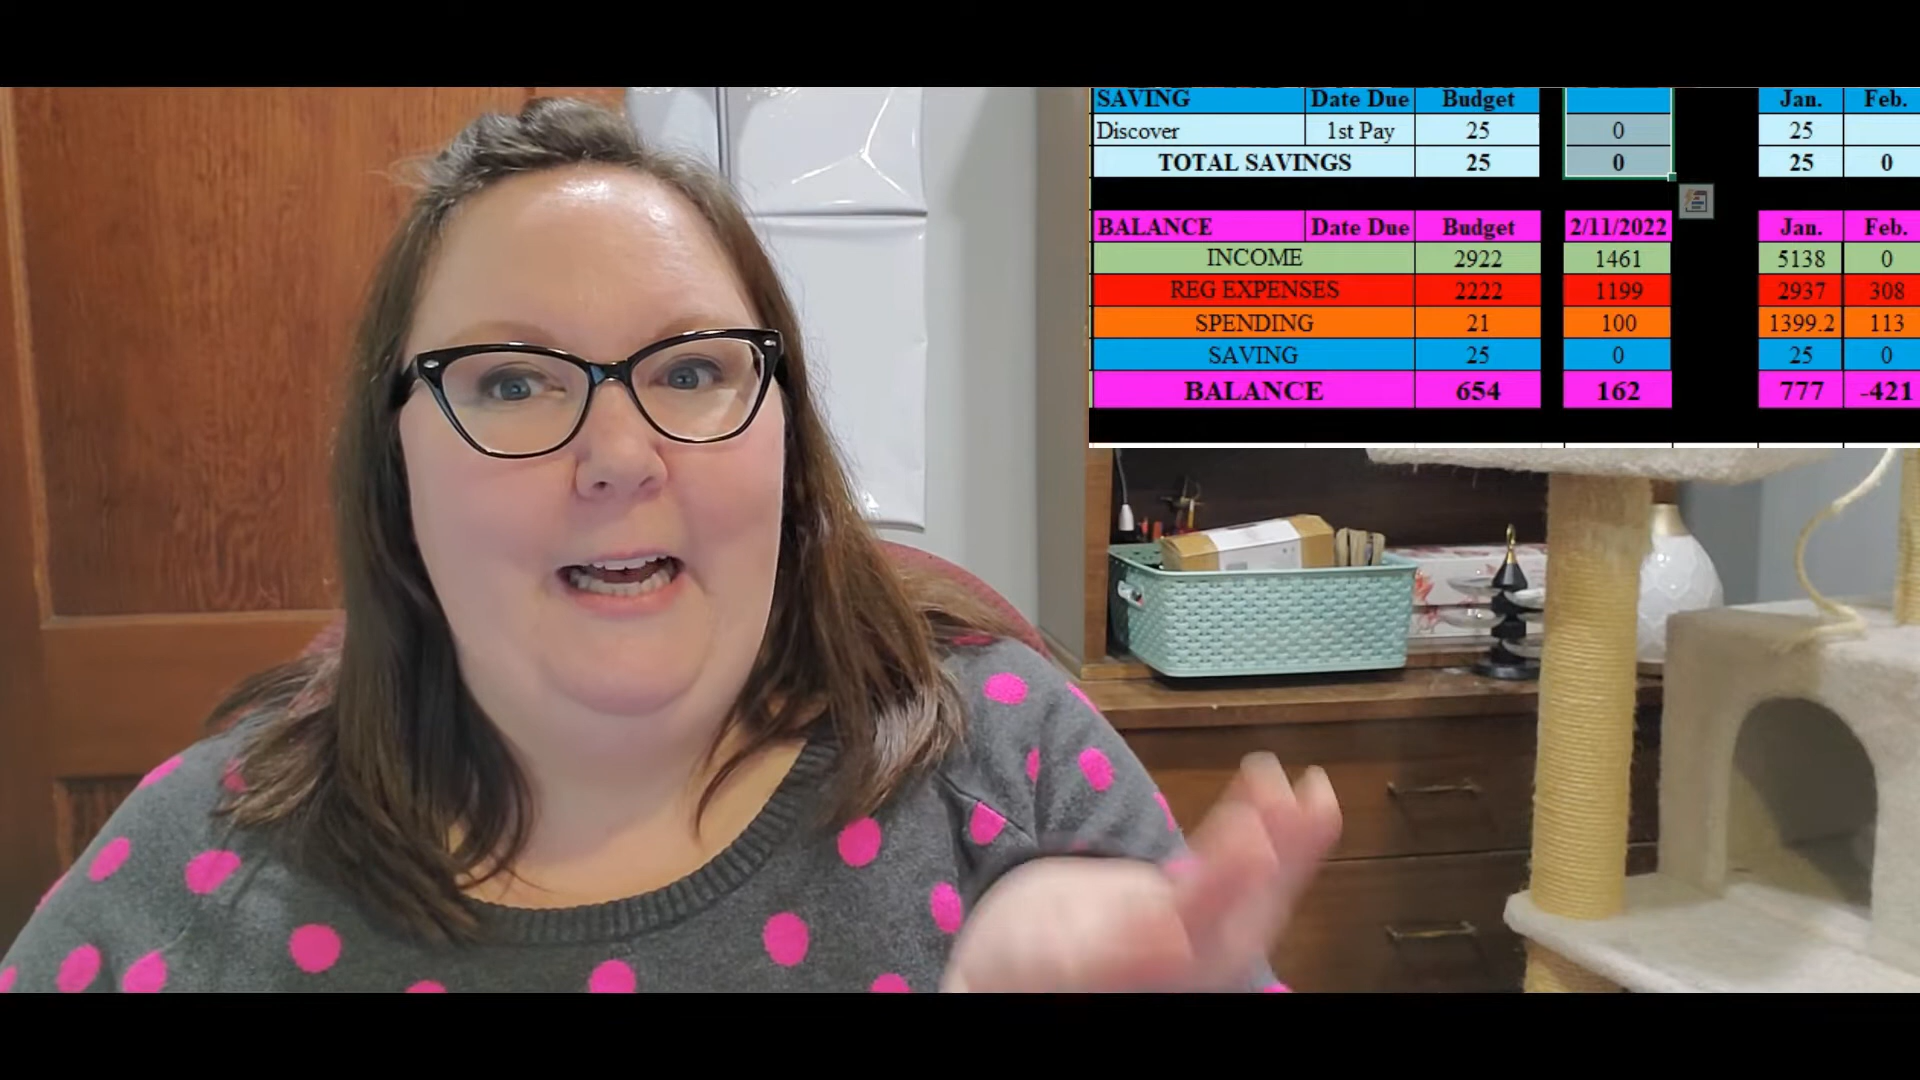 SAVING Date Due Budget Jan. Feb.
Discover 1st Pay 25 0 25
TOTAL SAVINGS 25 0 25 0
BALANCE Date Due Budget 2/11/2022 Jan. Feb.
INCOME 2922 1461 5138 0
REG EXPENSES 2222 1199 2937 308
SPENDING 21 100 1399.2 113
SAVING 25 0 25 0
BALANCE 654 162 777 -421